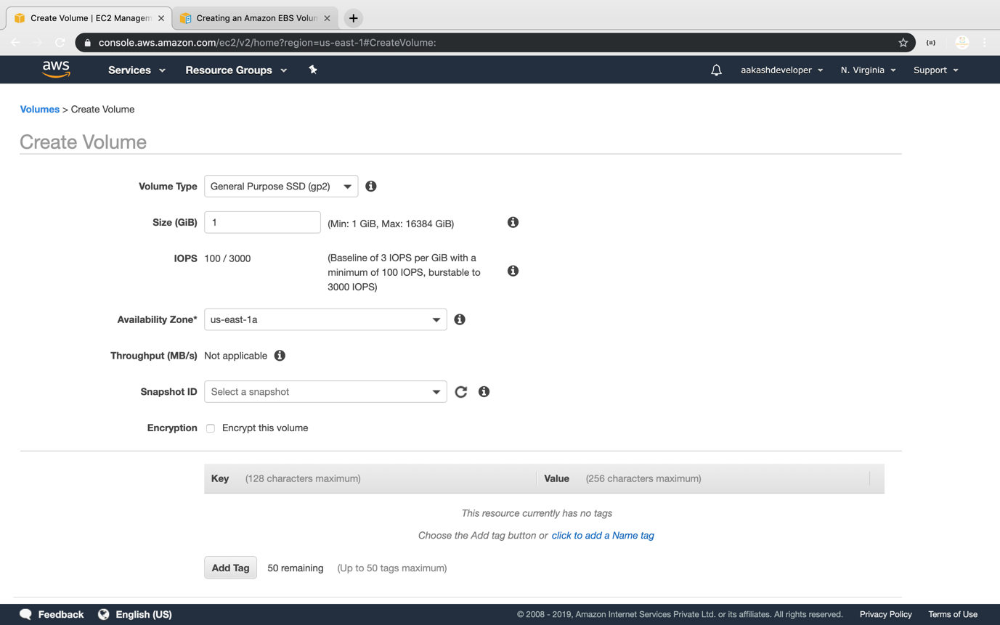 Create Volume | EC2 Managem
Creating an Amazon EBS Volun
console.aws.amazon.com/ec2/v2/home?region=us-east-1#CreateVolume:
aws Services Resource Groups aakashdeveloper N. Virginia Support
Volumes > Create Volume
Create Volume
Volume Type General Purpose SSD (gp2)
Size (GiB) 1 (Min: 1 GiB, Max: 16384 GiB)
IOPS 100 / 3000 (Baseline of 3 IOPS per GiB with a
minimum of 100 IOPS, burstable to
3000 IOPS)
Availability Zone* us-east-1a
Throughput (MB/s) Not applicable
Snapshot ID Select a snapshot
Encryption Encrypt this volume
Key (128 characters maximum) Value (256 characters maximum)
This resource currently has no tags
Choose the Add tag button or click to add a Name tag
Add Tag 50 remaining (Up to 50 tags maximum)
Feedback English (US) © 2008 - 2019, Amazon Internet Services Private Ltd. or its affiliates. All rights reserved. Privacy Policy Terms of Use